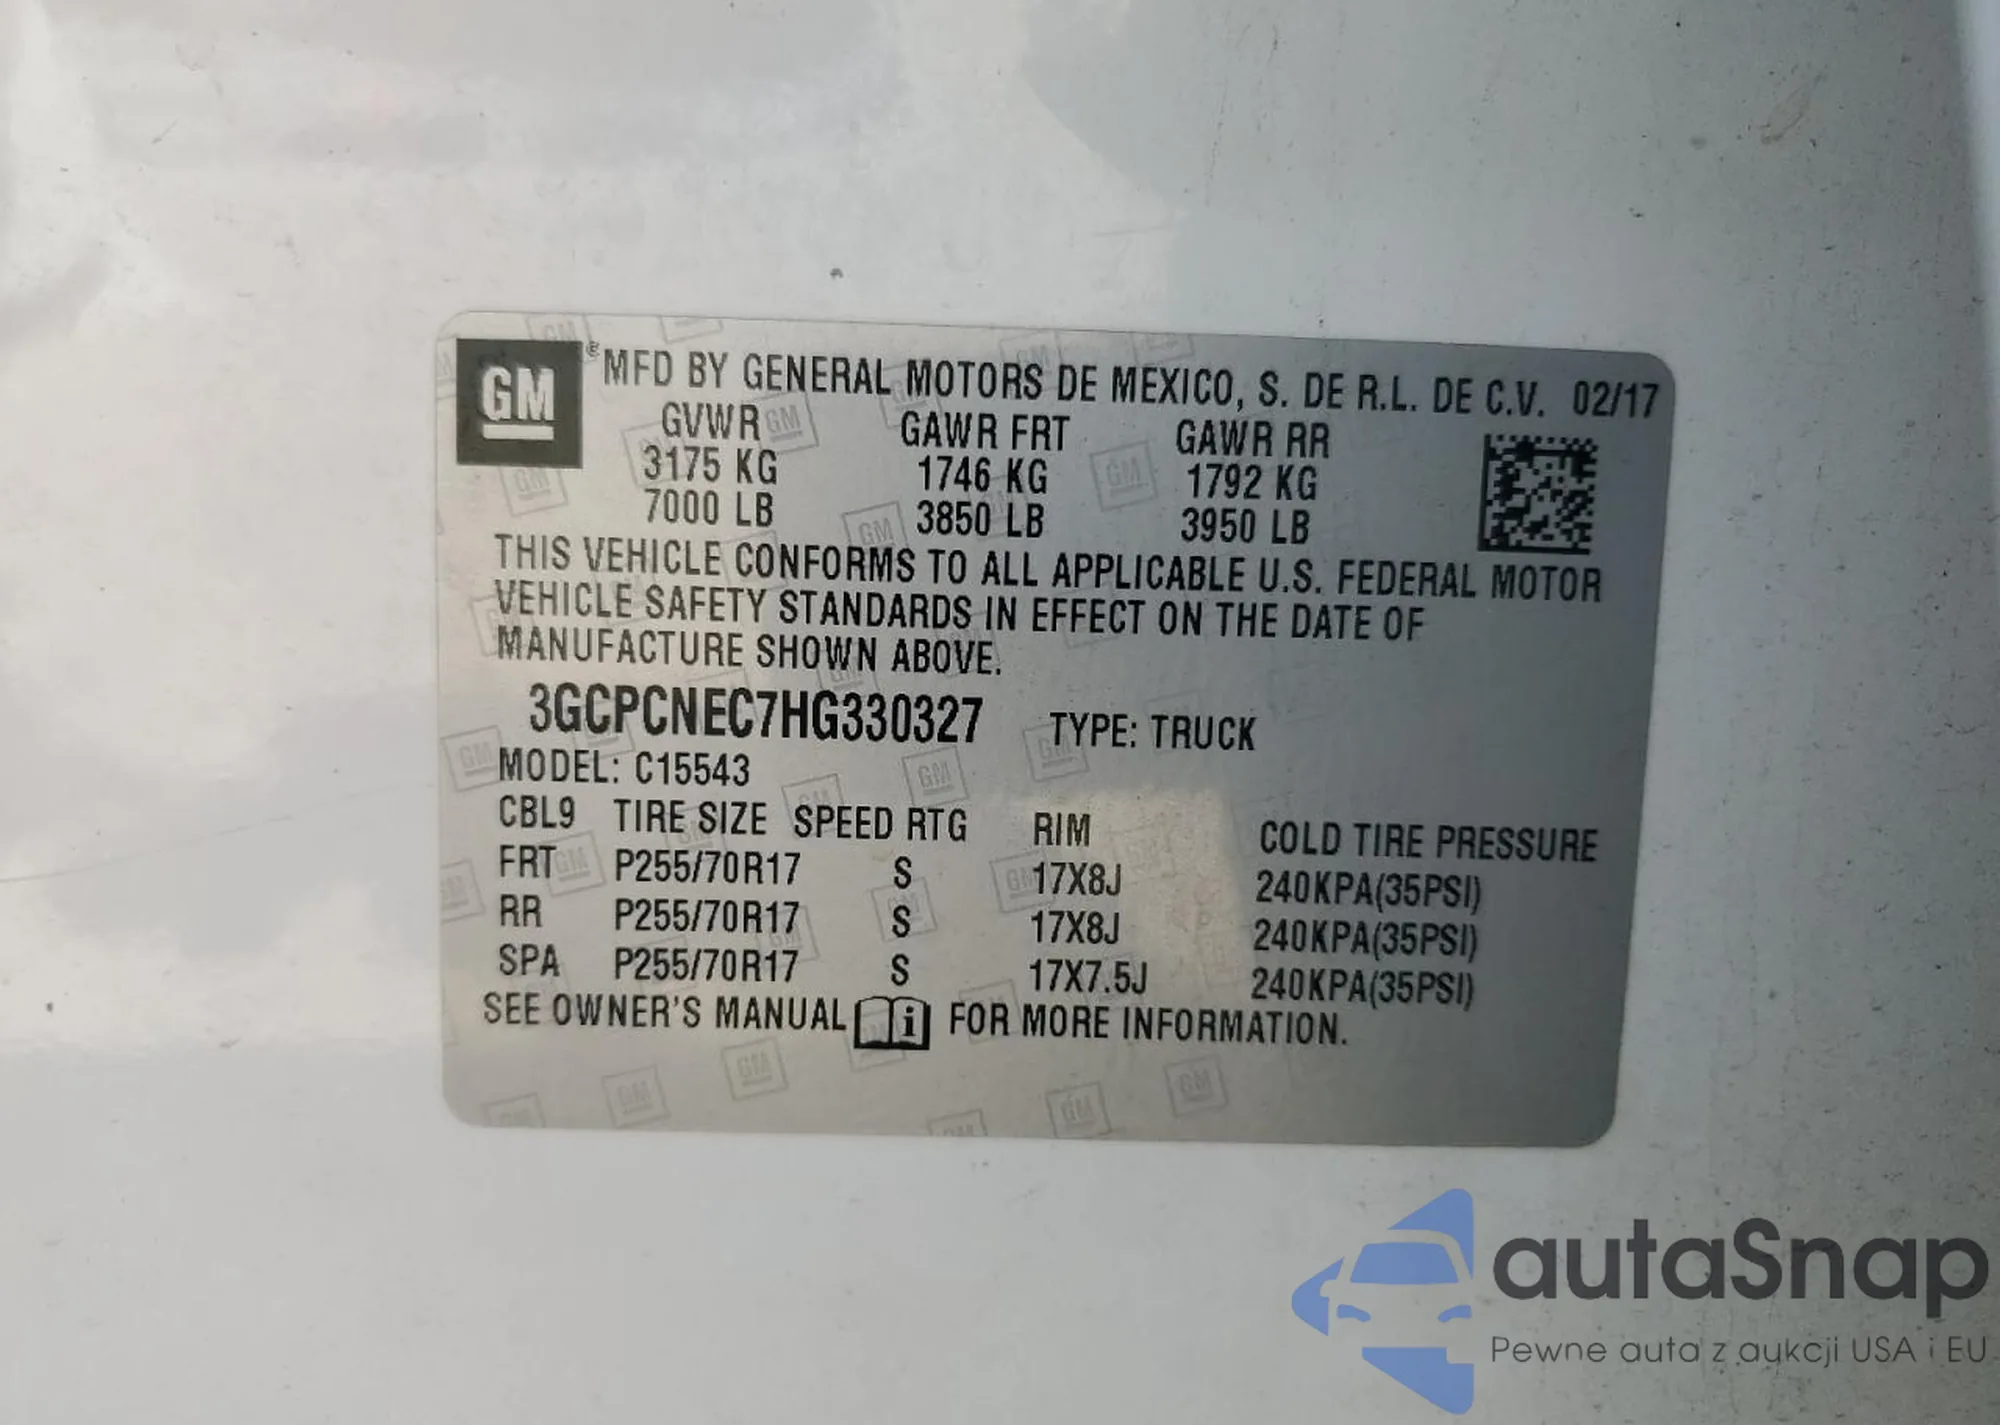 GM ® MFD BY GENERAL MOTORS DE MEXICO, S. DE R.L. DE C.V. 02/17
GVWR GAWR FRT GAWR RR
3175 KG 1746 KG 1792 KG
7000 LB 3850 LB 3950 LB
THIS VEHICLE CONFORMS TO ALL APPLICABLE U.S. FEDERAL MOTOR
VEHICLE SAFETY STANDARDS IN EFFECT ON THE DATE OF
MANUFACTURE SHOWN ABOVE.
3GCPCNEC7HG330327 TYPE: TRUCK
MODEL: C15543
CBL9 TIRE SIZE SPEED RTG RIM COLD TIRE PRESSURE
FRT P255/70R17 S 17X8J 240KPA(35PSI)
RR P255/70R17 S 17X8J 240KPA(35PSI)
SPA P255/70R17 S 17X7.5J 240KPA(35PSI)
SEE OWNER'S MANUAL i FOR MORE INFORMATION.
autaSnap
Pewne auta z aukcji USA i EU